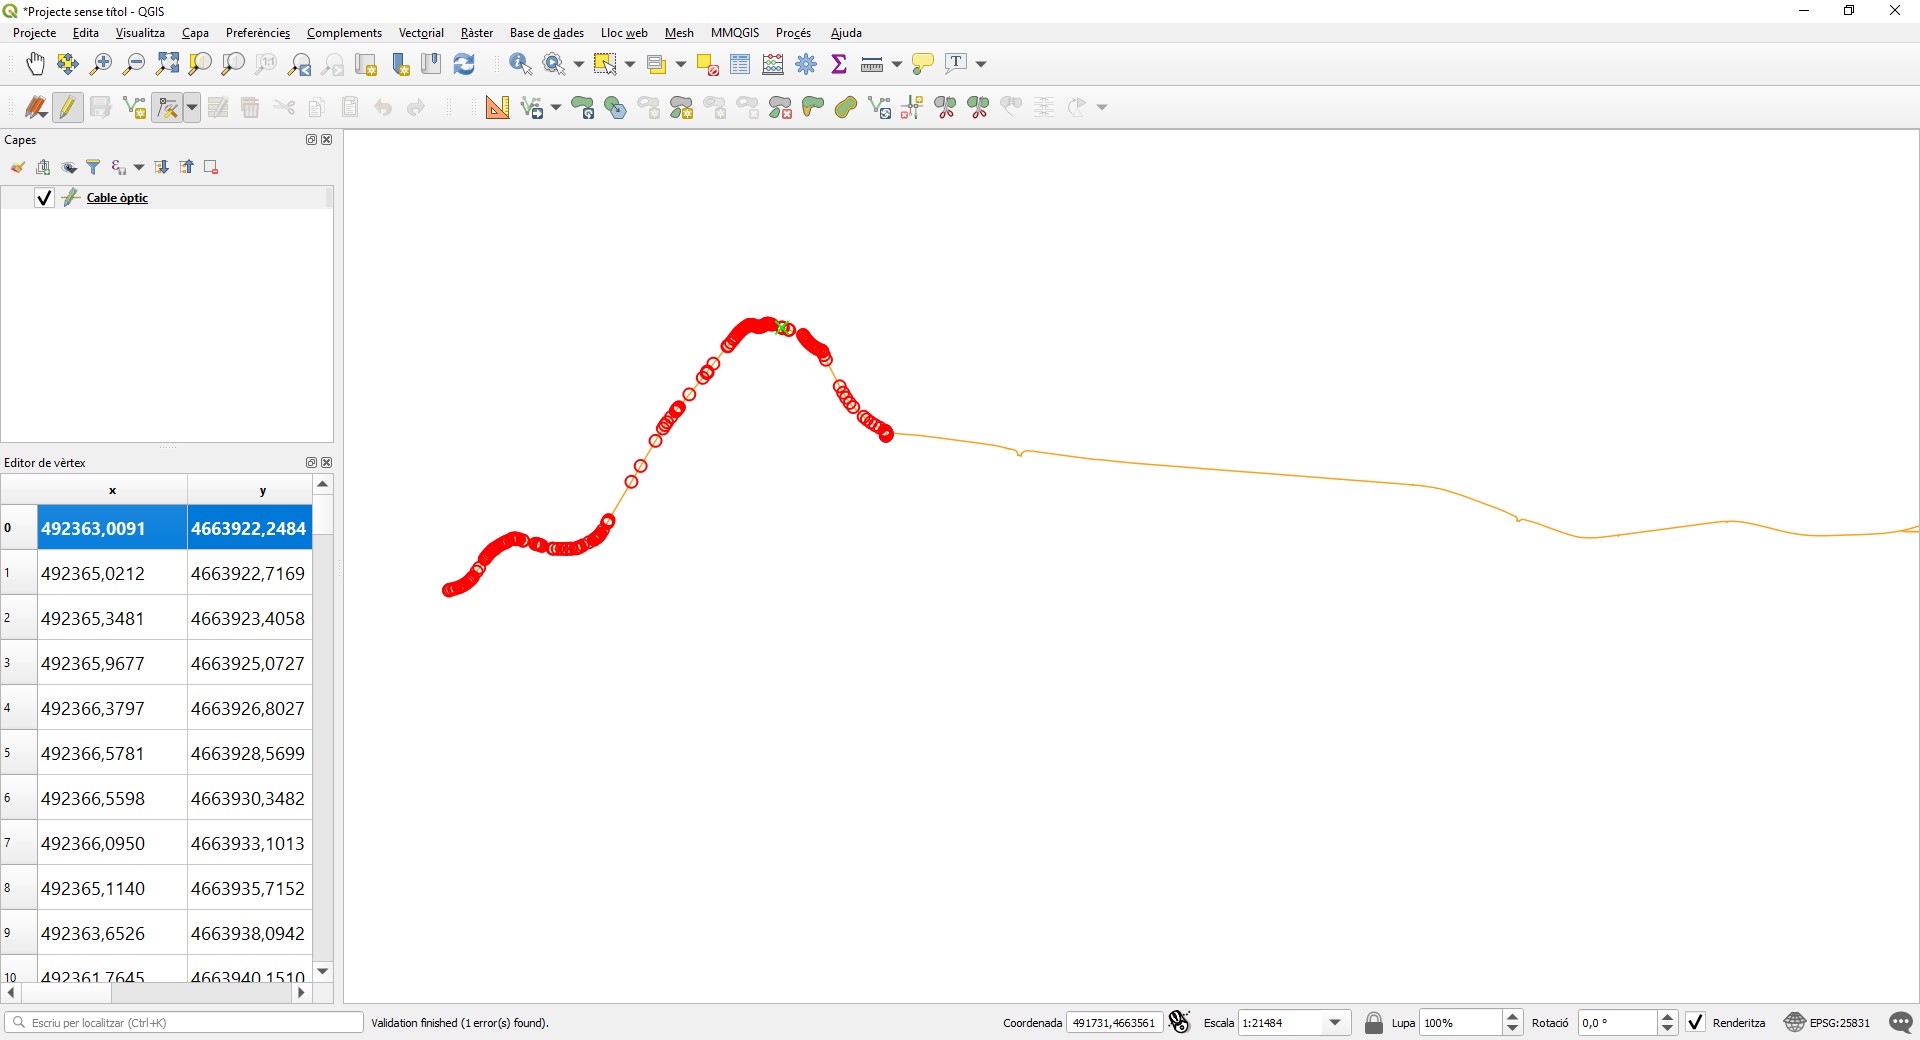 *Projecte sense títol - QGIS
Projecte Edita Visualitza Capa Preferències Complements Vectorial Ràster Base de dades Lloc web Mesh MMQGIS Procés Ajuda
Capes
Cable òptic
Editor de vèrtex
x y
0 492363,0091 4663922,2484
1 492365,0212 4663922,7169
2 492365,3481 4663923,4058
3 492365,9677 4663925,0727
4 492366,3797 4663926,8027
5 492366,5781 4663928,5699
6 492366,5598 4663930,3482
7 492366,0950 4663933,1013
8 492365,1140 4663935,7152
9 492363,6526 4663938,0942
10 492361,7645 4663940,1510
Escriu per localitzar (Ctrl+K) Validation finished (1 error(s) found). Coordenada 491731,4663561 Escala 1:21484 Lupa 100% Rotació 0,0 ° Renderitza EPSG:25831